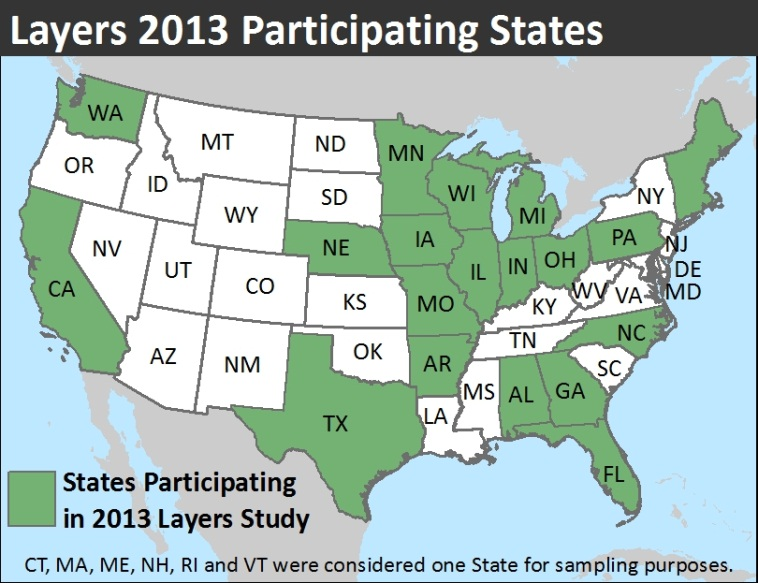 Layers 2013 Participating States
WA
MT
ND
MN
OR
ID
SD
WI
MI
NY
WY
NV
UT
NE
IA
PA
NJ
CA
CO
IL
IN
OH
DE
MD
KS
MO
KY
WV
VA
AZ
NM
OK
AR
TN
NC
SC
TX
LA
MS
AL
GA
FL
States Participating
in 2013 Layers Study
CT, MA, ME, NH, RI and VT were considered one State for sampling purposes.